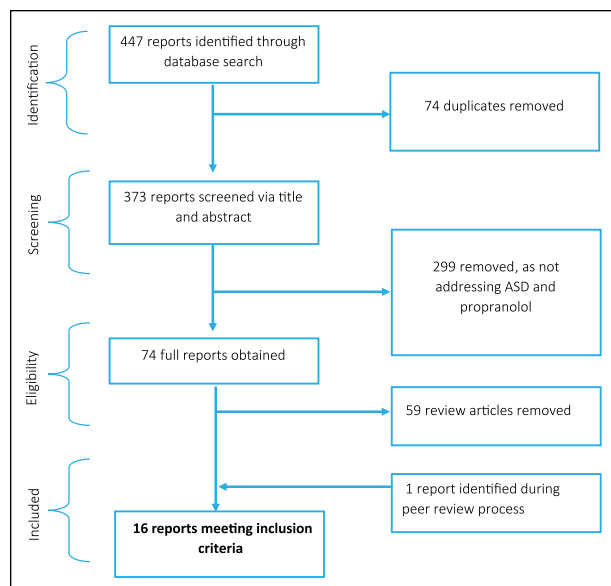 Identification
447 reports identified through
database search
74 duplicates removed
Screening
373 reports screened via title
and abstract
299 removed, as not
addressing ASD and
propranolol
Eligibility
74 full reports obtained
59 review articles removed
Included
1 report identified during
peer review process
16 reports meeting inclusion
criteria